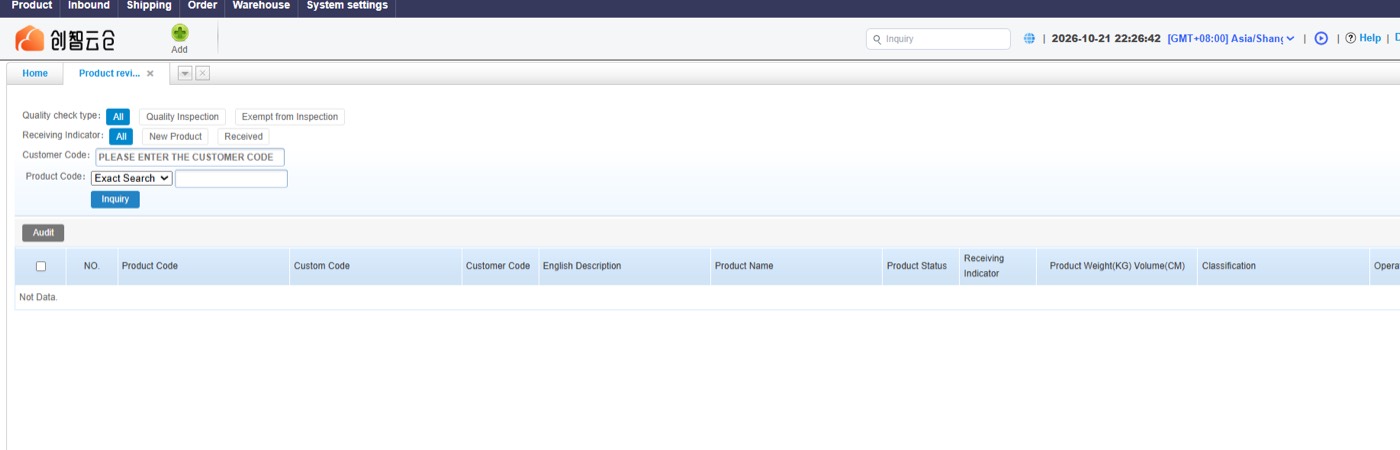 Product Inbound Shipping Order Warehouse System settings
创智云仓 Add Inquiry | 2026-10-21 22:26:42 [GMT+08:00] Asia/Shang | | Help |
Home Product revi...
Quality check type: All Quality Inspection Exempt from Inspection
Receiving Indicator: All New Product Received
Customer Code: PLEASE ENTER THE CUSTOMER CODE
Product Code: Exact Search
Inquiry
Audit
NO. Product Code Custom Code Customer Code English Description Product Name Product Status Receiving Indicator Product Weight(KG) Volume(CM) Classification Opera
Not Data.